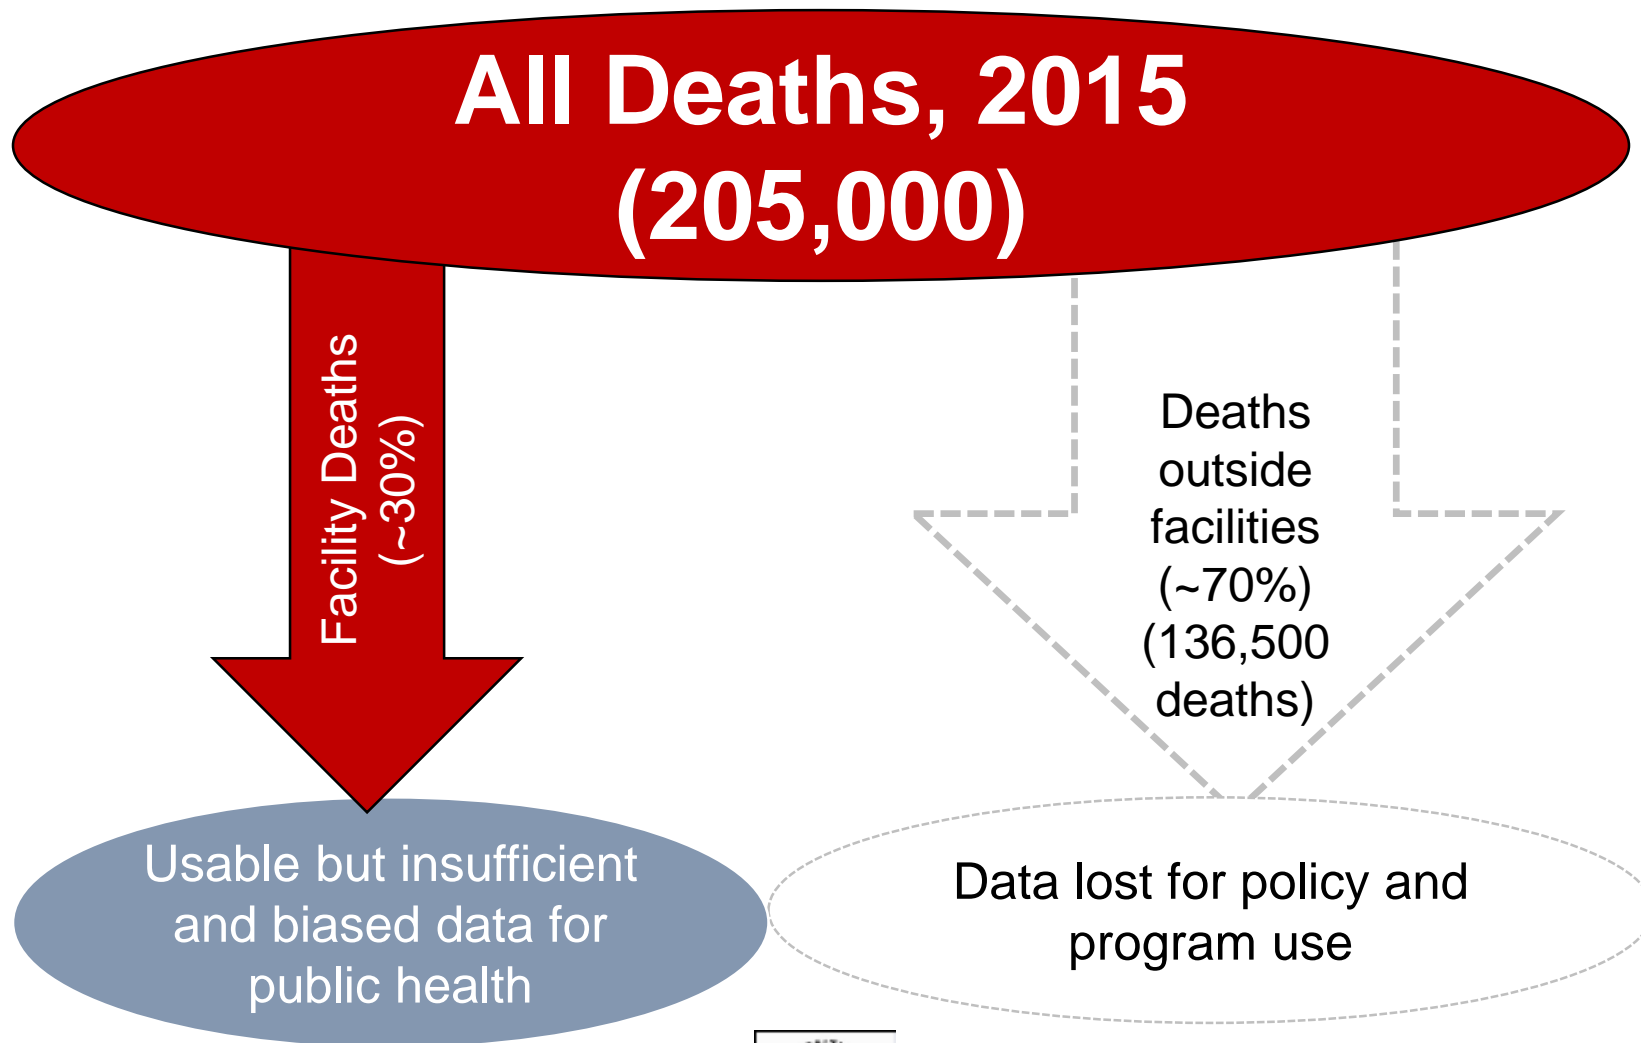 All Deaths, 2015
(205,000)
Facility Deaths
(~30%)
Deaths
outside
facilities
(~70%)
(136,500
deaths)
Usable but insufficient
and biased data for
public health
Data lost for policy and
program use